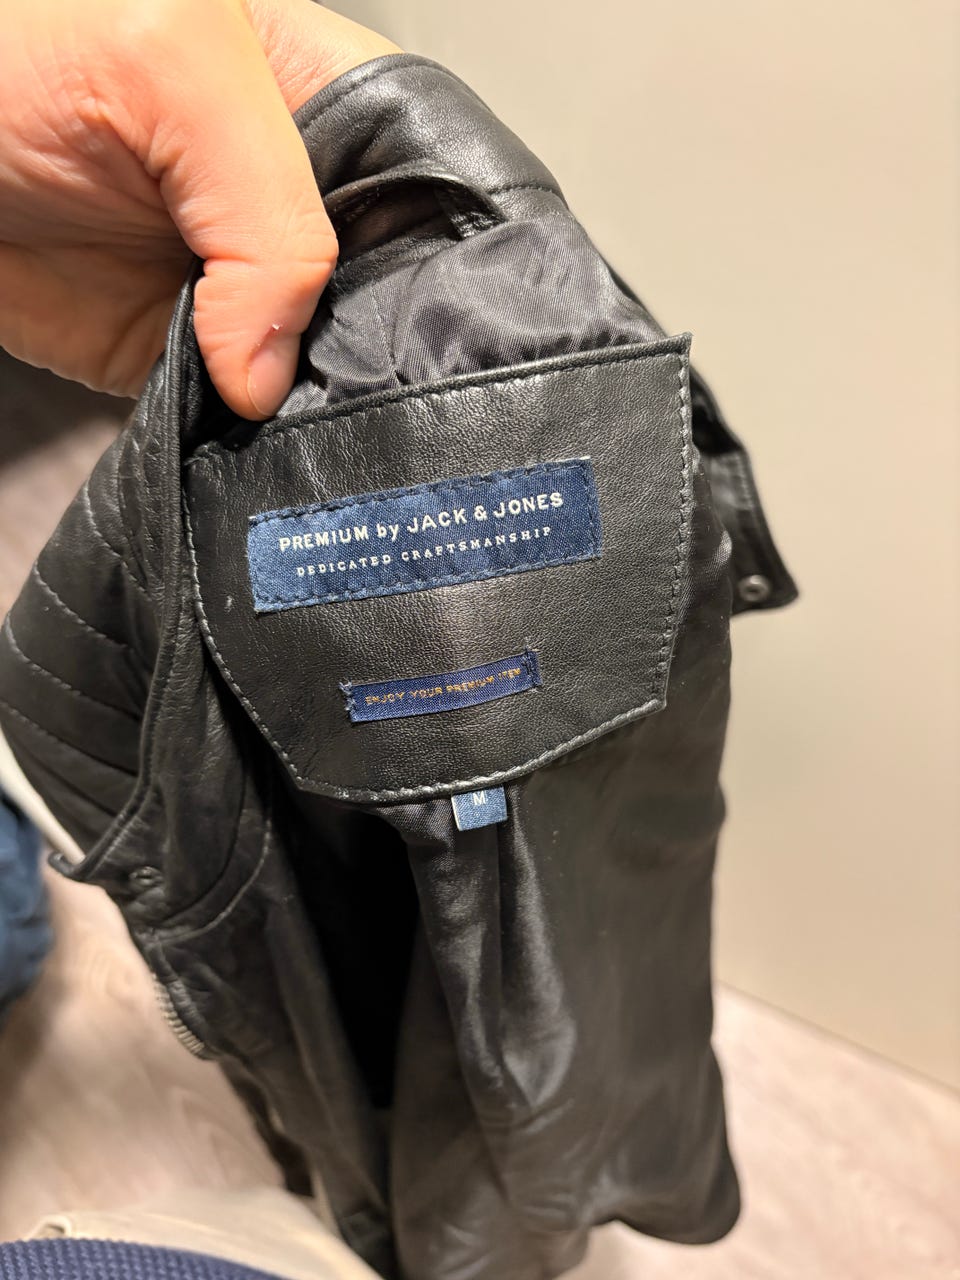 PREMIUM by JACK & JONES
DEDICATED CRAFTSMANSHIP
ENJOY YOUR PREMIUM ITEM
M